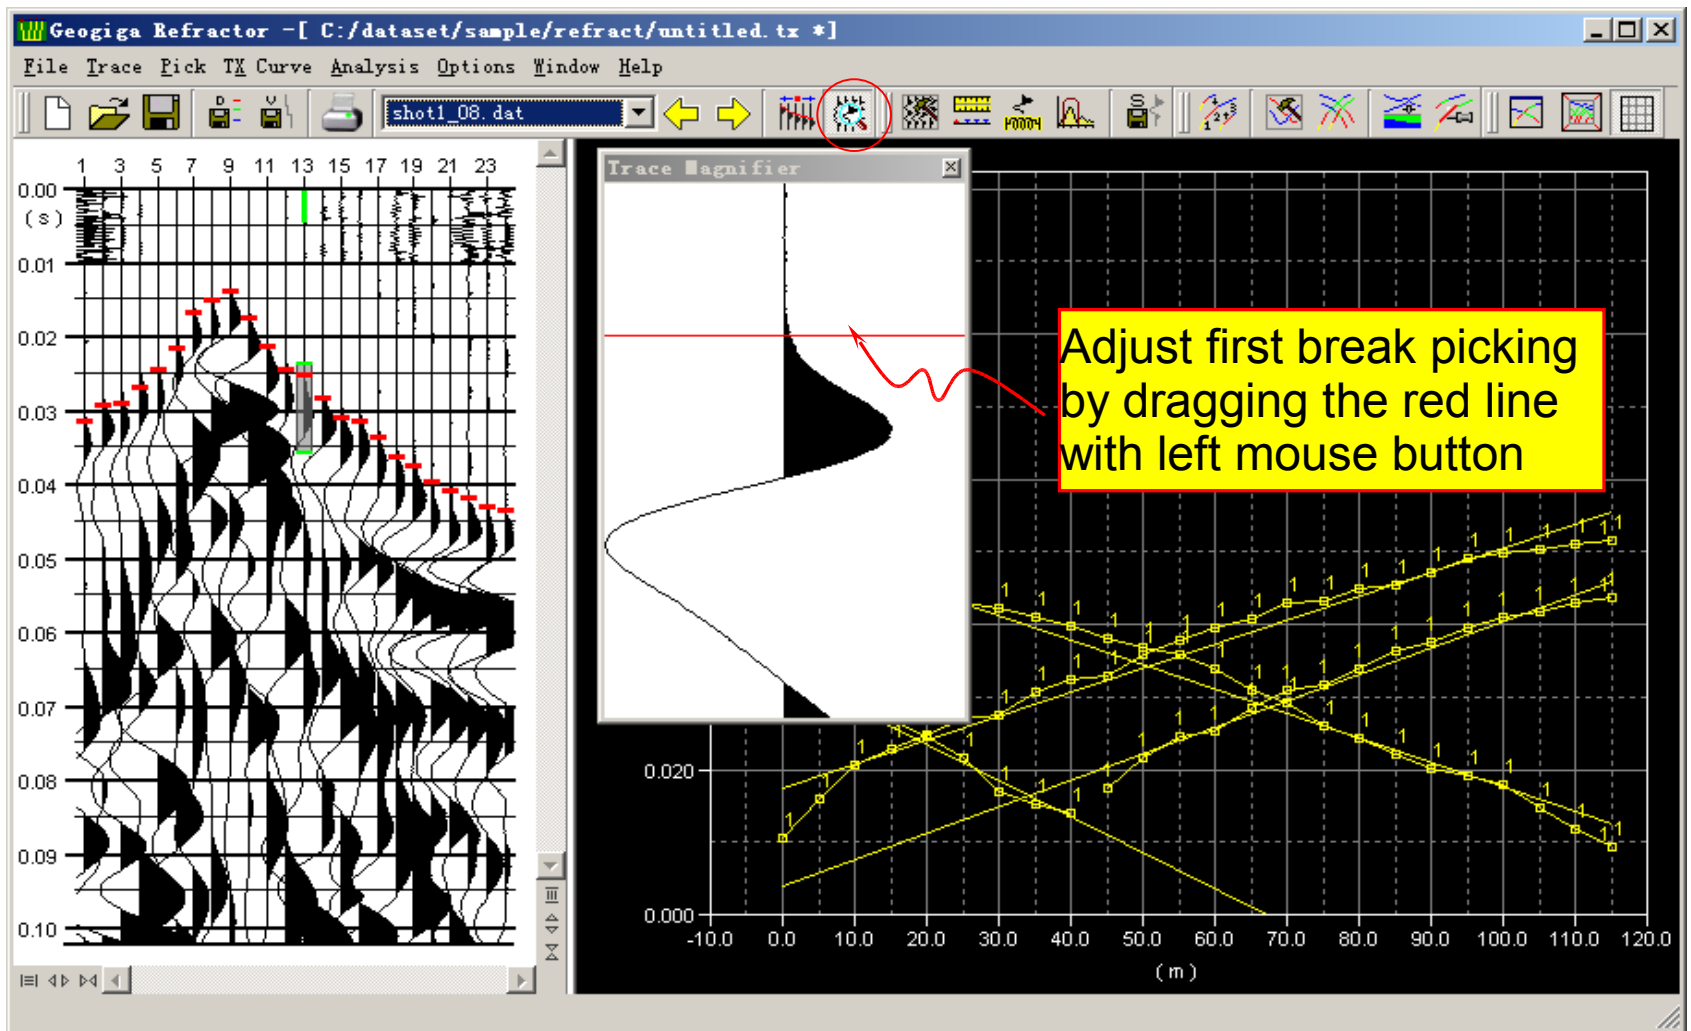 Geogiga Refractor -[ C:/dataset/sample/refract/untitled.tx *]
File Trace Pick TX Curve Analysis Options Window Help
shot1_08.dat
1 3 5 7 9 11 13 15 17 19 21 23
0.00
(s)
0.01
0.02
0.03
0.04
0.05
0.06
0.07
0.08
0.09
0.10
Trace Magnifier
Adjust first break picking
by dragging the red line
with left mouse button
0.020
0.000
-10.0 0.0 10.0 20.0 30.0 40.0 50.0 60.0 70.0 80.0 90.0 100.0 110.0 120.0
(m)